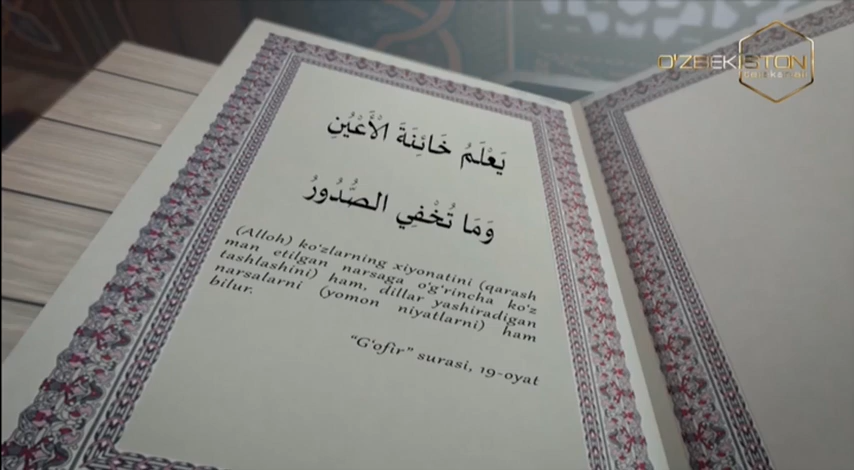 O'ZBEKISTON
يَعْلَمُ خَائِنَةَ الْأَعْيُنِ
وَمَا تُخْفِي الصُّدُورُ
(Alloh) ko'zlarning xiyonatini (qarash
man etilgan narsaga o'g'rincha ko'z
tashlashini) ham, dillar yashiradigan
narsalarni (yomon niyatlarni) ham
bilur.
"G'ofir" surasi, 19-oyat